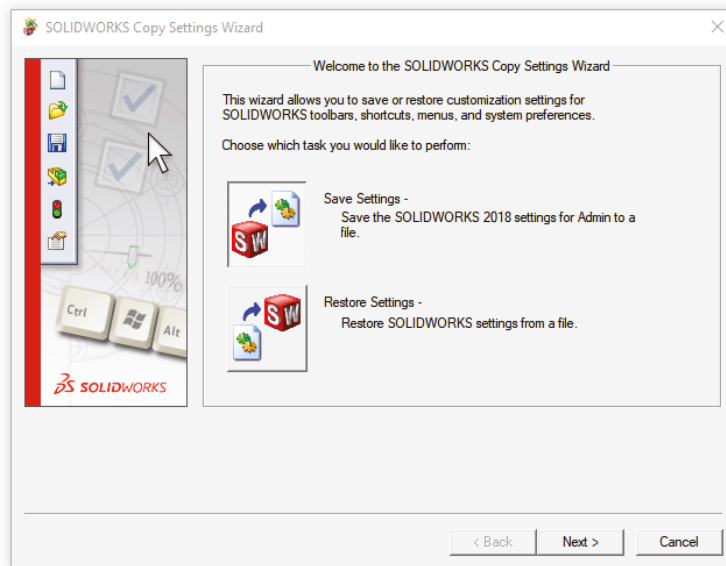 SOLIDWORKS Copy Settings Wizard
Welcome to the SOLIDWORKS Copy Settings Wizard
This wizard allows you to save or restore customization settings for
SOLIDWORKS toolbars, shortcuts, menus, and system preferences.
Choose which task you would like to perform:
SW
Save Settings -
Save the SOLIDWORKS 2018 settings for Admin to a
file.
SW
Restore Settings -
Restore SOLIDWORKS settings from a file.
100%
Ctrl
Alt
3S SOLIDWORKS
< Back
Next >
Cancel